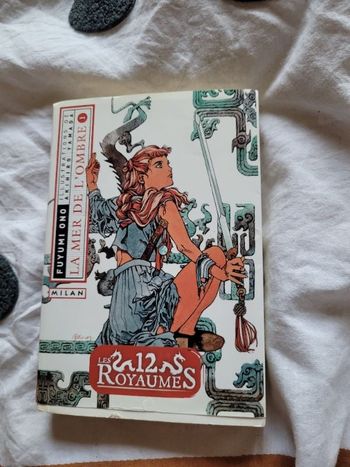 FUYUMI ONO
LA MER DE L'OMBRE 1
MILAN
LES 12
ROYAUMES